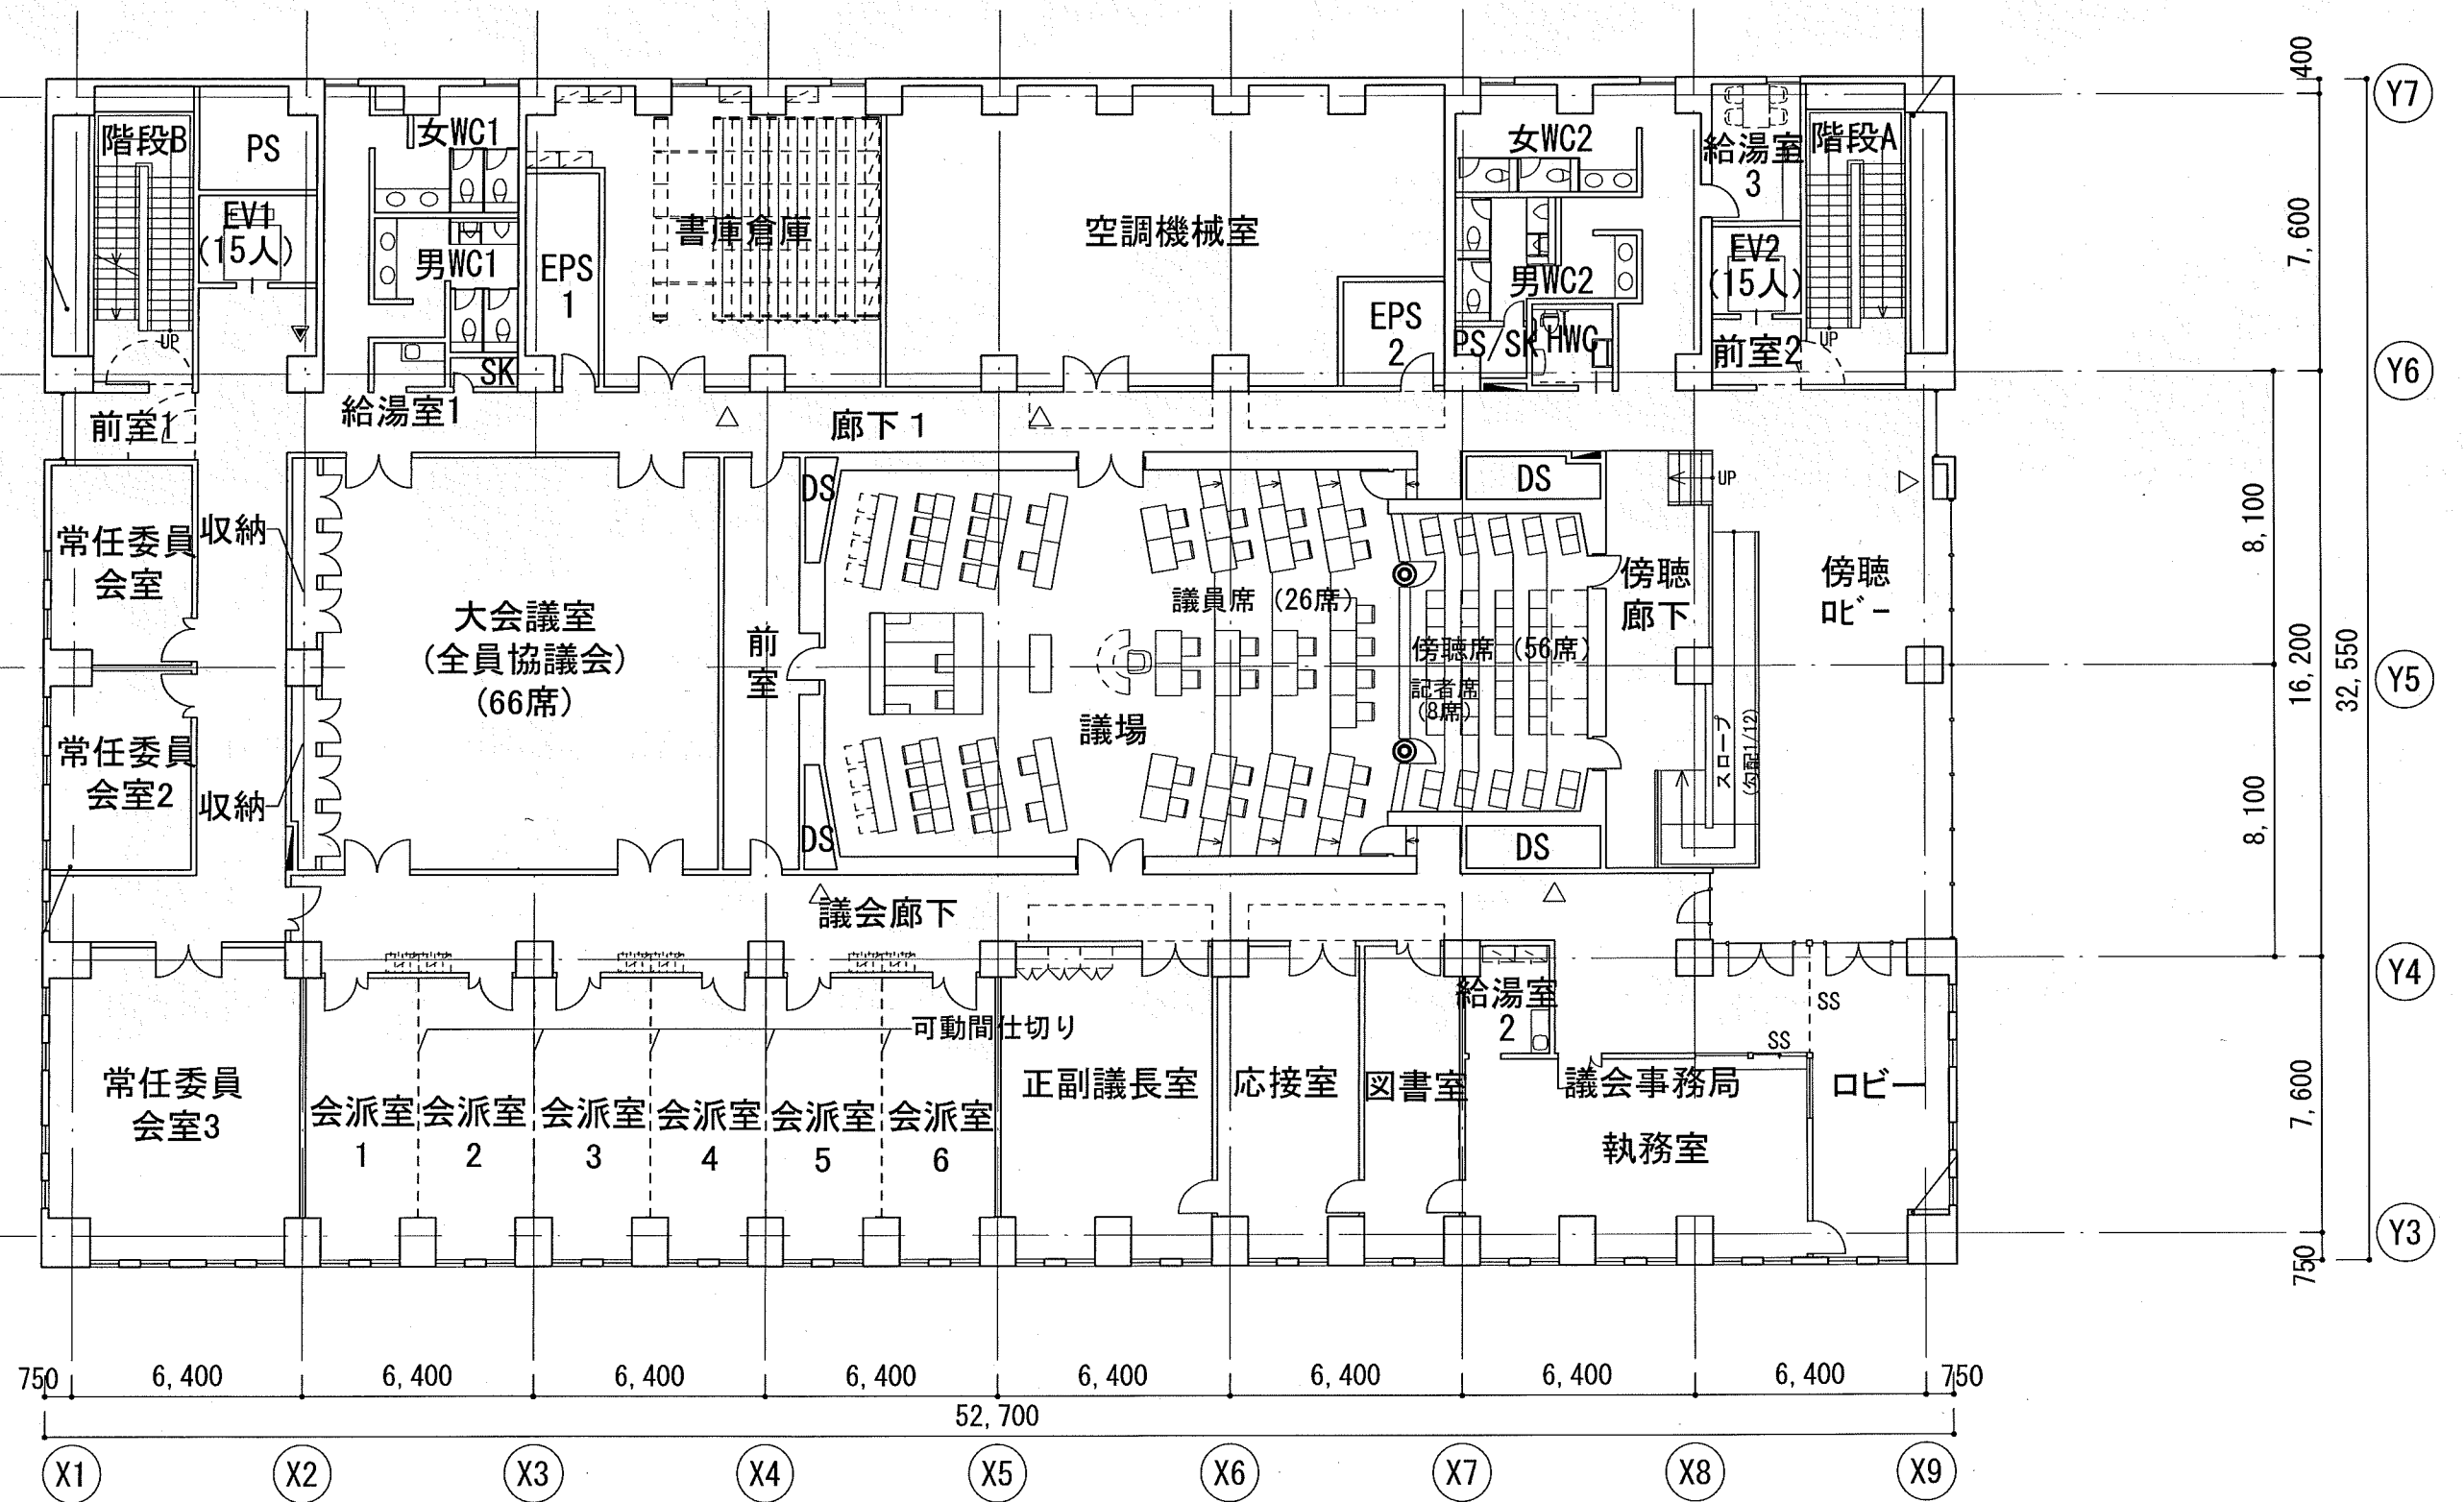 階段B
PS
EV1
(15人)
UP
女WC1
男WC1
SK
EPS
1
書庫倉庫
空調機械室
EPS
2
女WC2
男WC2
PS/SK
HWC
給湯室
3
EV2
(15人)
前室2
階段A
UP
400
Y7
7,600
Y6
前室1
給湯室1
廊下１
常任委員
会室
収納
大会議室
(全員協議会)
(66席)
前
室
DS
DS
議員席 (26席)
議場
傍聴席 (56席)
記者席
(8席)
DS
DS
UP
傍聴
廊下
スロープ
(勾配1/12)
傍聴
ロビー
8,100
16,200
32,550
Y5
8,100
常任委員
会室2
収納
議会廊下
Y4
常任委員
会室3
可動間仕切り
会派室
1
会派室
2
会派室
3
会派室
4
会派室
5
会派室
6
正副議長室
応接室
図書室
給湯室
2
SS
SS
議会事務局
執務室
ロビー
7,600
Y3
750
750
6,400
6,400
6,400
6,400
6,400
6,400
6,400
6,400
750
52,700
X1
X2
X3
X4
X5
X6
X7
X8
X9